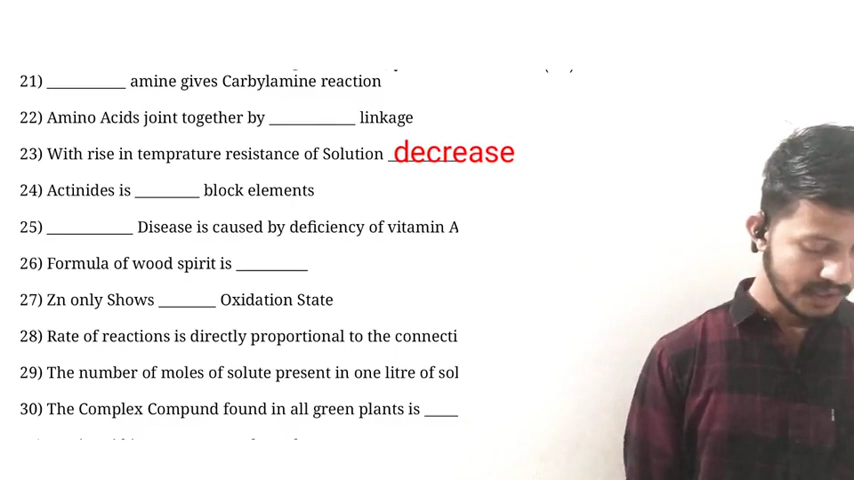 21) __________ amine gives Carbylamine reaction
22) Amino Acids joint together by ___________ linkage
23) With rise in temprature resistance of Solution _ decrease
24) Actinides is ________ block elements
25) ___________ Disease is caused by deficiency of vitamin A
26) Formula of wood spirit is _________
27) Zn only Shows _______ Oxidation State
28) Rate of reactions is directly proportional to the connecti
29) The number of moles of solute present in one litre of sol
30) The Complex Compund found in all green plants is ____